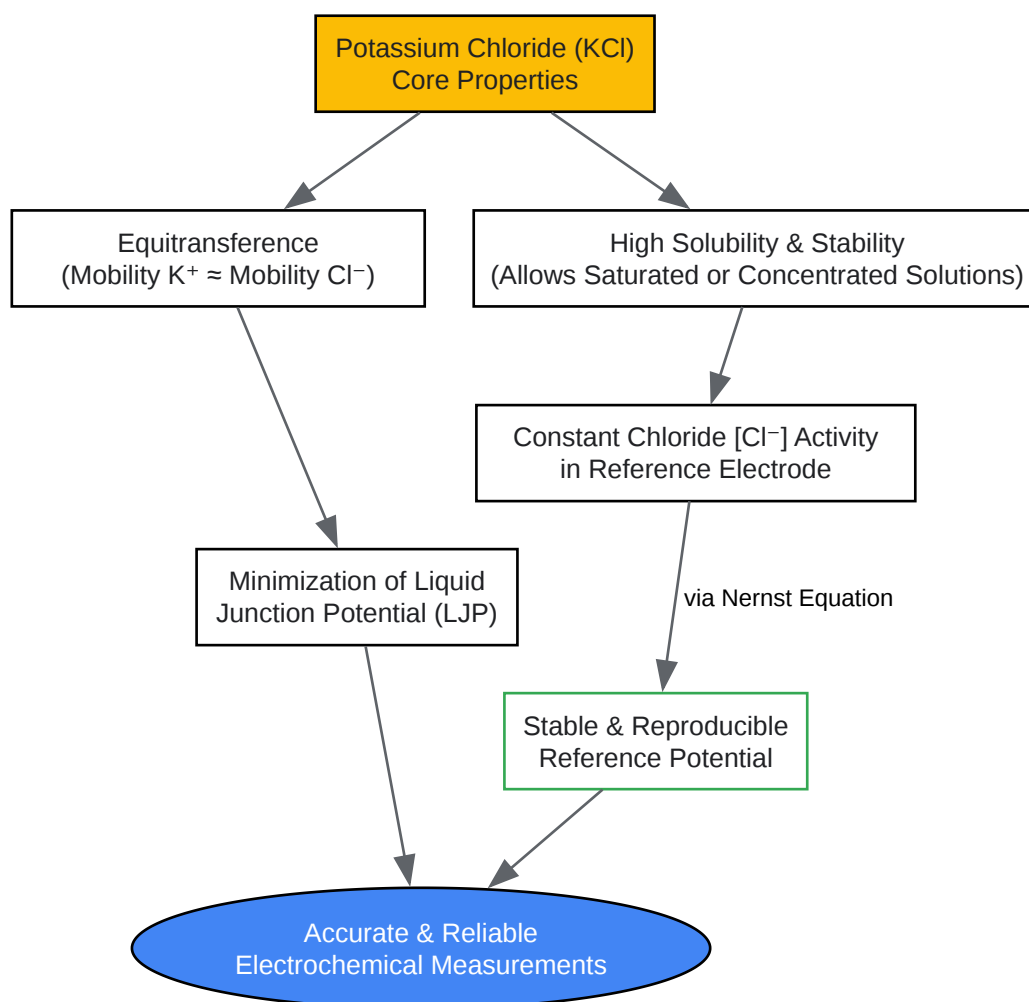 Potassium Chloride (KCl)
Core Properties
Equitransference
(Mobility K⁺ ≈ Mobility Cl⁻)
High Solubility & Stability
(Allows Saturated or Concentrated Solutions)
Constant Chloride [Cl⁻] Activity
in Reference Electrode
Minimization of Liquid
Junction Potential (LJP)
via Nernst Equation
Stable & Reproducible
Reference Potential
Accurate & Reliable
Electrochemical Measurements